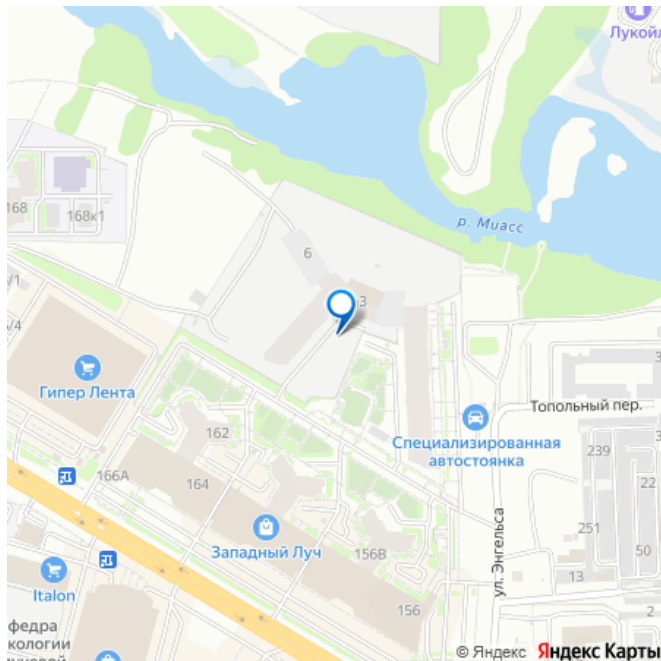 Лукойл
р. Миасс
168
168к1
6
3
Гипер Лента
Топольный пер.
Специализированная
автостоянка
239
22
162
166А
164
251
50
Западный Луч
156В
ул. Энгельса
13
Italon
156
2
федра
кологии
© Яндекс Яндекс Карты